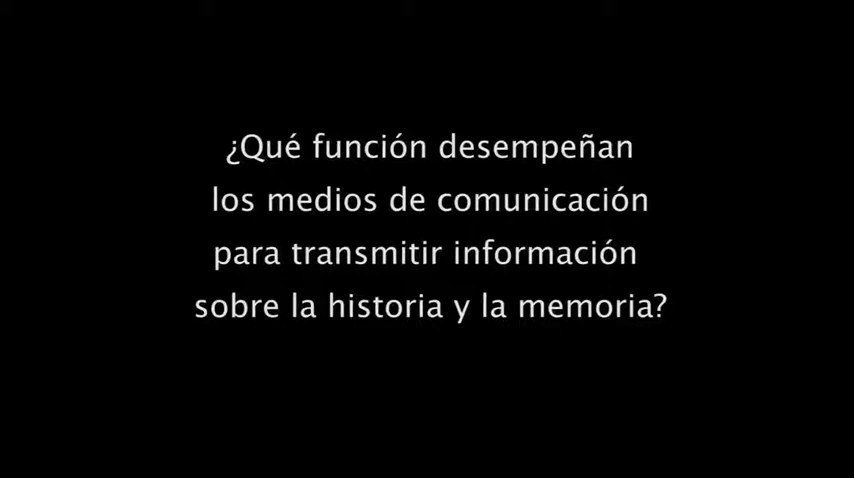 ¿Qué función desempeñan
los medios de comunicación
para transmitir información
sobre la historia y la memoria?